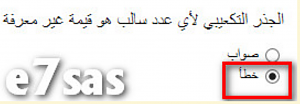 الجذر التكعيبي لأي عدد سالب هو قيمة غير معرفة
صواب
خطأ
e7sas